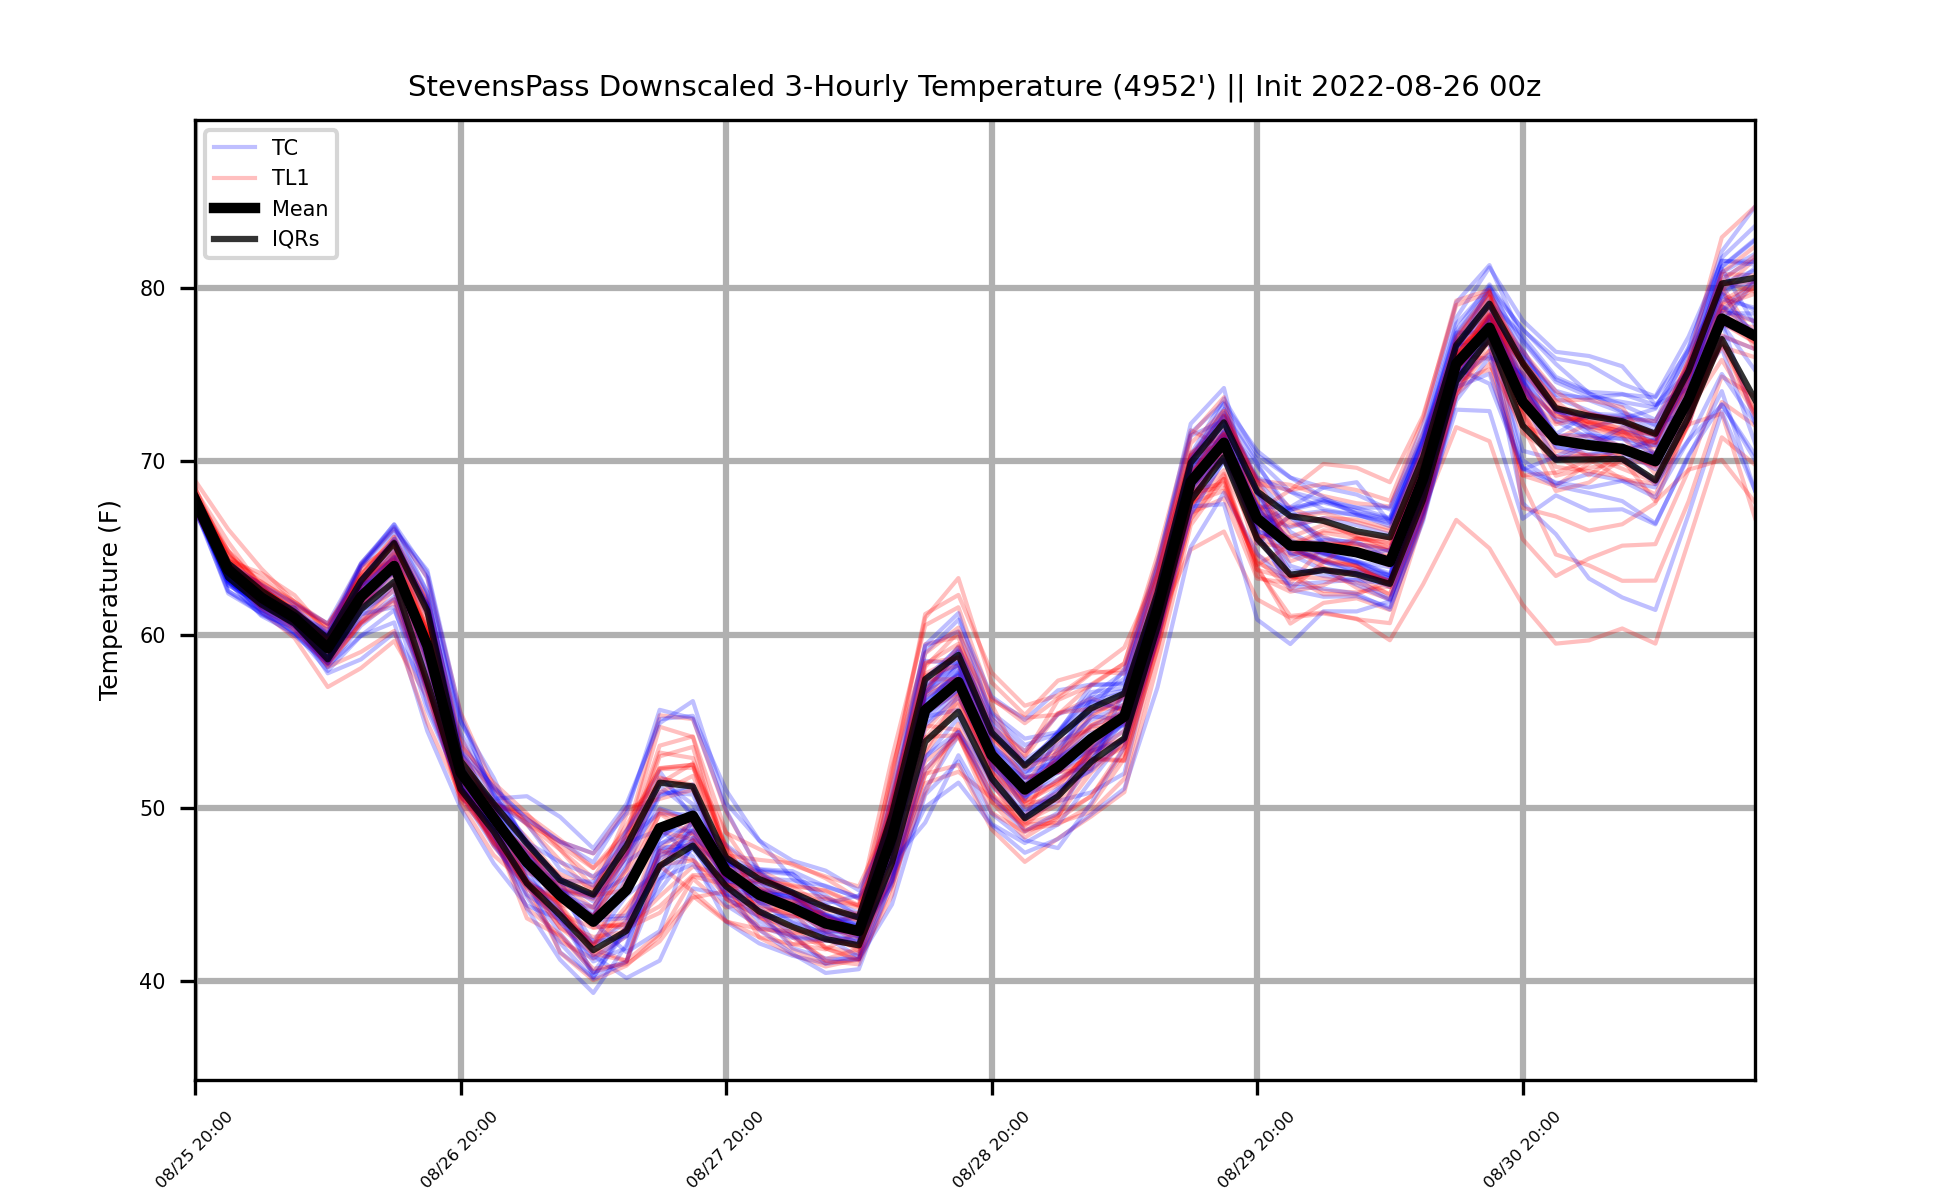 StevensPass Downscaled 3-Hourly Temperature (4952') || Init 2022-08-26 00z
TC
TL1
Mean
IQRs
Temperature (F)
80
70
60
50
40
08/25 20:00
08/26 20:00
08/27 20:00
08/28 20:00
08/29 20:00
08/30 20:00